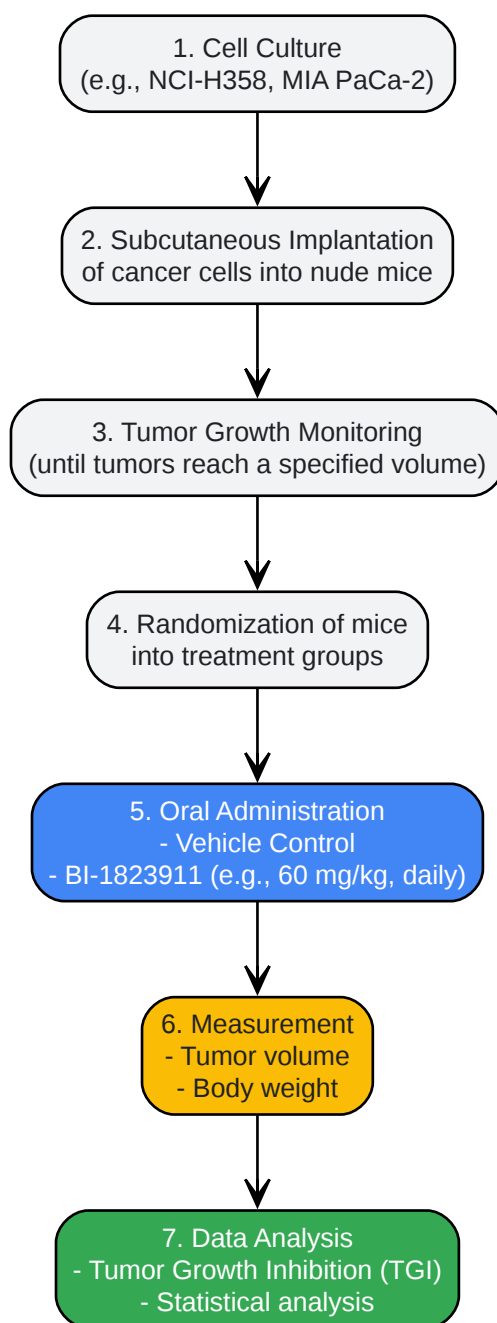 1. Cell Culture
(e.g., NCI-H358, MIA PaCa-2)
2. Subcutaneous Implantation
of cancer cells into nude mice
3. Tumor Growth Monitoring
(until tumors reach a specified volume)
4. Randomization of mice
into treatment groups
5. Oral Administration
- Vehicle Control
- BI-1823911 (e.g., 60 mg/kg, daily)
6. Measurement
- Tumor volume
- Body weight
7. Data Analysis
- Tumor Growth Inhibition (TGI)
- Statistical analysis